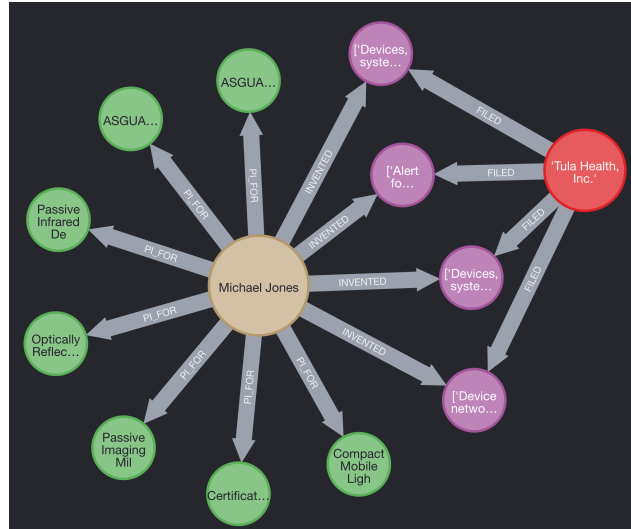 ['Devices,
syste...
ASGUA...
ASGUA...
FILED
PI_FOR
PI_FOR
INVENTED
['Alert
fo...
FILED
'Tula Health,
Inc.'
Passive
Infrared
De
PI_FOR
INVENTED
FILED
Michael Jones
INVENTED
['Devices,
syste...
FILED
Optically
Reflec...
PI_FOR
INVENTED
PI_FOR
PI_FOR
PI_FOR
['Device
netwo...
Passive
Imaging
Mil
Compact
Mobile
Ligh
Certificat...